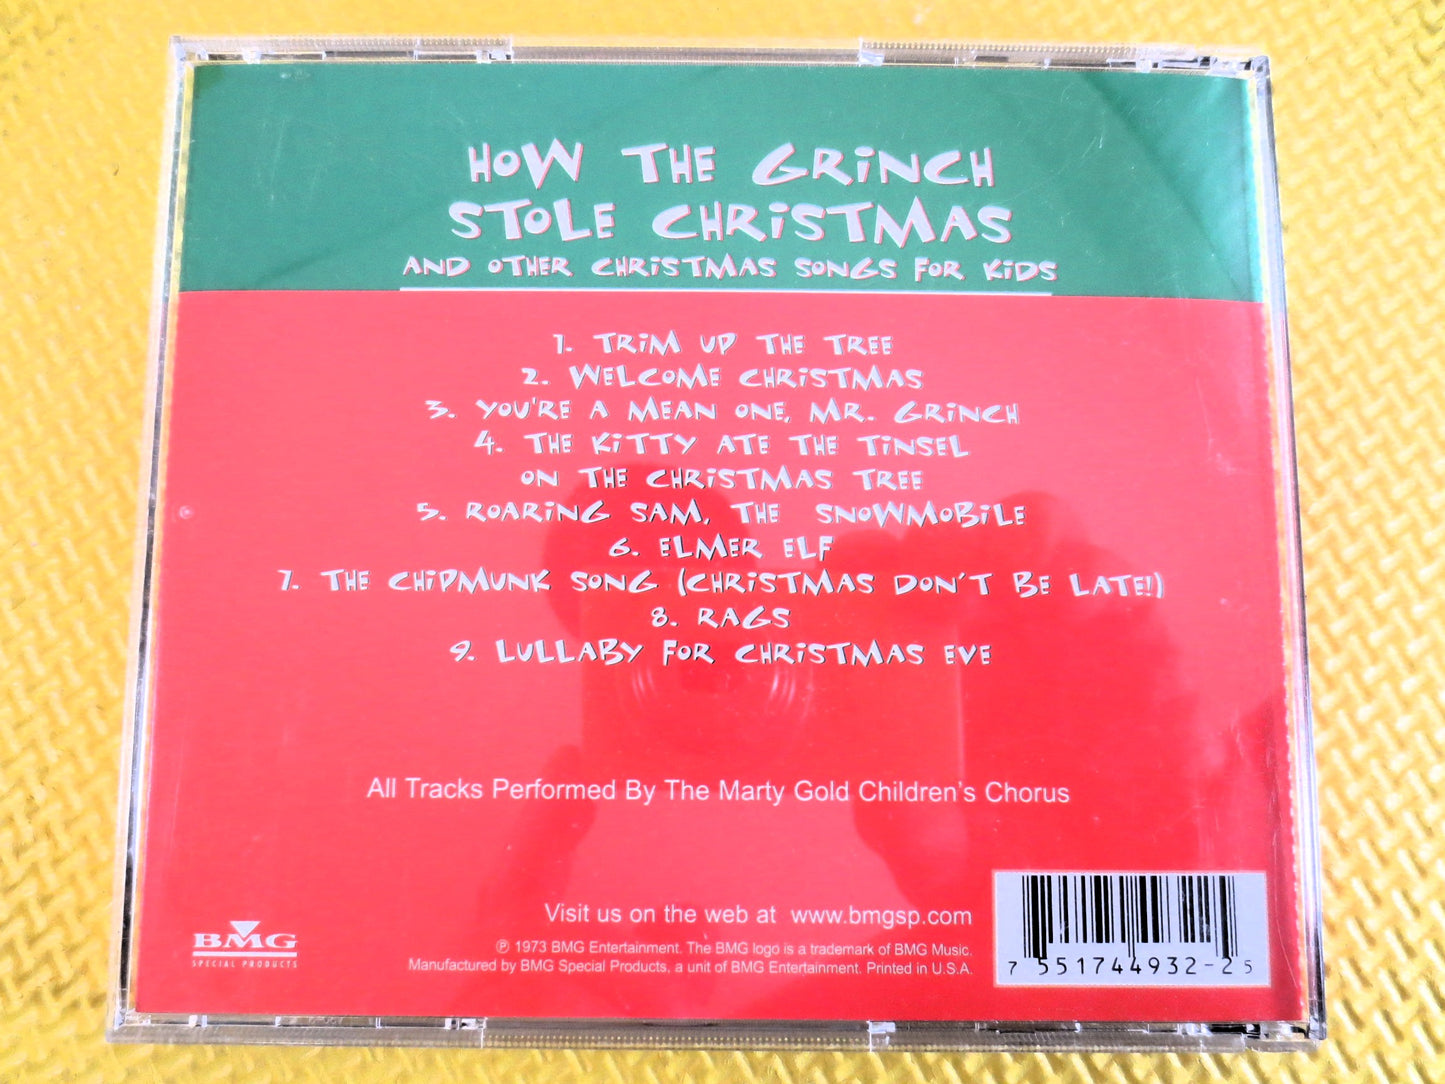 HOW THE GRiNCH
STOLE CHRiSTMAS
AND OTHER CHRiSTMAS SONGS FOR KiDS
1. TRiM UP THE TREE
2. WELCOME CHRiSTMAS
3. YOU'RE A MEAN ONE, MR. GRiNCH
4. THE KiTTY ATE THE TiNSEL
ON THE CHRiSTMAS TREE
5. ROARiNG SAM, THE SNOWMOBiLE
6. ELMER ELF
7. THE CHiPMUNK SONG (CHRiSTMAS DON'T BE LATE!)
8. RAGS
9. LULLABY FOR CHRiSTMAS EVE
All Tracks Performed By The Marty Gold Children's Chorus
Visit us on the web at www.bmgsp.com
℗ 1973 BMG Entertainment. The BMG logo is a trademark of BMG Music.
Manufactured by BMG Special Products, a unit of BMG Entertainment. Printed in U.S.A.
BMG
SPECIAL PRODUCTS
7 551744932-2 5